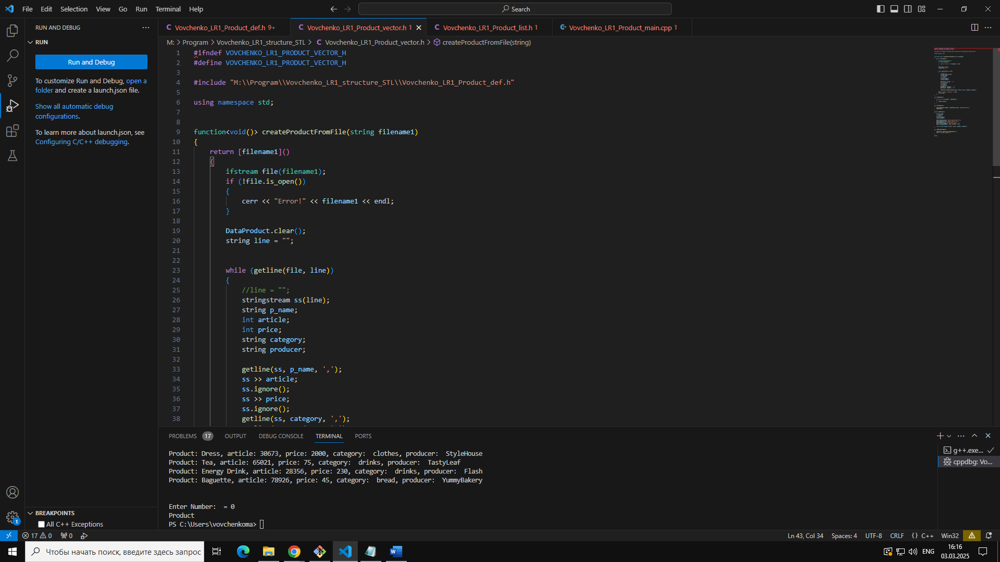 File Edit Selection View Go Run Terminal Help
Search
RUN AND DEBUG
RUN
Run and Debug
To customize Run and Debug, open a
folder and create a launch.json file.
Show all automatic debug
configurations.
To learn more about launch.json, see
Configuring C/C++ debugging.
BREAKPOINTS
All C++ Exceptions
Vovchenko_LR1_Product_def.h 9+
Vovchenko_LR1_Product_vector.h 1
Vovchenko_LR1_Product_list.h 1
Vovchenko_LR1_Product_main.cpp 1
M: > Program > Vovchenko_LR1_structure_STL > C Vovchenko_LR1_Product_vector.h > createProductFromFile(string)
1 #ifndef VOVCHENKO_LR1_PRODUCT_VECTOR_H
2 #define VOVCHENKO_LR1_PRODUCT_VECTOR_H
3
4 #include "M:\\Program\\Vovchenko_LR1_structure_STL\\Vovchenko_LR1_Product_def.h"
5
6 using namespace std;
7
8
9 function<void()> createProductFromFile(string filename1)
10 {
11 return [filename1]()
12 {
13 ifstream file(filename1);
14 if (!file.is_open())
15 {
16 cerr << "Error!" << filename1 << endl;
17 }
18
19 DataProduct.clear();
20 string line = "";
21
22
23 while (getline(file, line))
24 {
25 //line = "";
26 stringstream ss(line);
27 string p_name;
28 int article;
29 int price;
30 string category;
31 string producer;
32
33 getline(ss, p_name, ',');
34 ss >> article;
35 ss.ignore();
36 ss >> price;
37 ss.ignore();
38 getline(ss, category, ',');
PROBLEMS 17 OUTPUT DEBUG CONSOLE TERMINAL PORTS
Product: Dress, article: 30673, price: 2000, category:  clothes, producer:  StyleHouse
Product: Tea, article: 65021, price: 75, category:  drinks, producer:  TastyLeaf
Product: Energy Drink, article: 28356, price: 230, category:  drinks, producer:  Flash
Product: Baguette, article: 78926, price: 45, category:  bread, producer:  YummyBakery
Enter Number:  = 0
Product
PS C:\Users\vovchenkoma>
g++.exe...
cppdbg: Vo...
1
17 0 0
Ln 43, Col 34 Spaces: 4 UTF-8 CRLF {} C++ Win32
Чтобы начать поиск, введите здесь запрос
ENG
16:16
03.03.2025